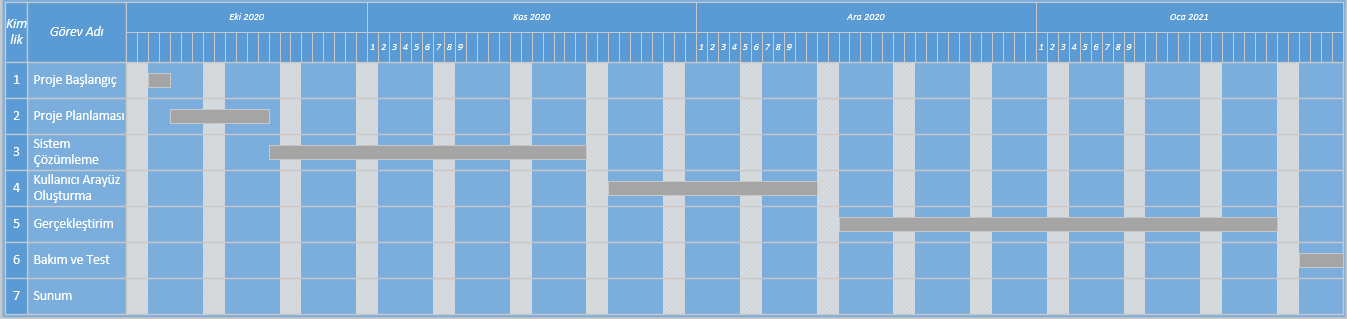 Kim
lik
Görev Adı
Eki 2020
Kas 2020
Ara 2020
Oca 2021
1 2 3 4 5 6 7 8 9
1 2 3 4 5 6 7 8 9
1 2 3 4 5 6 7 8 9
1 Proje Başlangıç
2 Proje Planlaması
3 Sistem
Çözümleme
4 Kullanıcı Arayüz
Oluşturma
5 Gerçekleştirim
6 Bakım ve Test
7 Sunum